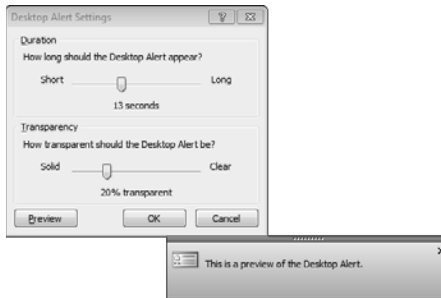 Desktop Alert Settings
Duration
How long should the Desktop Alert appear?
Short Long
13 seconds
Transparency
How transparent should the Desktop Alert be?
Solid Clear
20% transparent
Preview OK Cancel
This is a preview of the Desktop Alert.